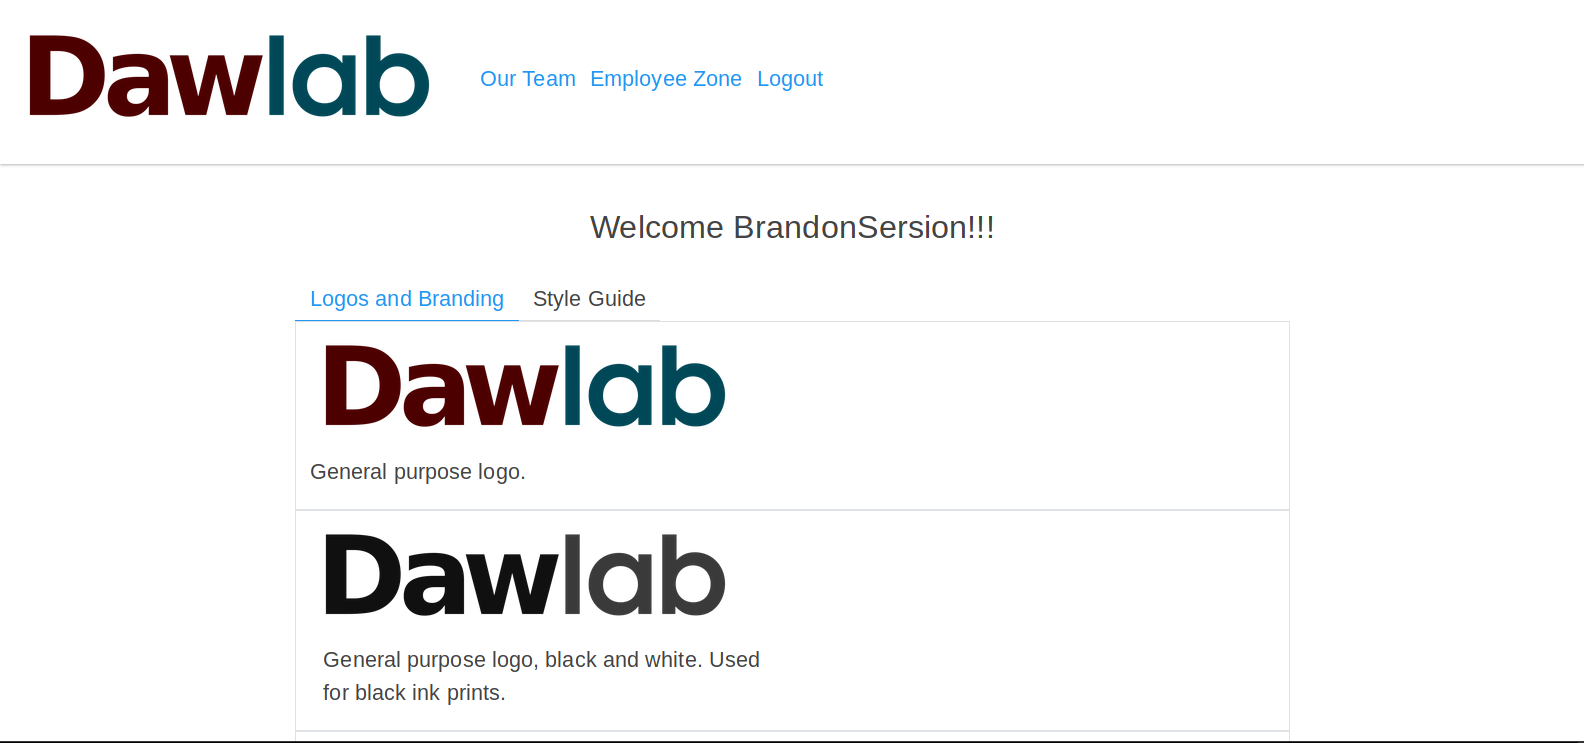 Dawlab
Our Team Employee Zone Logout
Welcome BrandonSersion!!!
Logos and Branding Style Guide
Dawlab
General purpose logo.
Dawlab
General purpose logo, black and white. Used
for black ink prints.